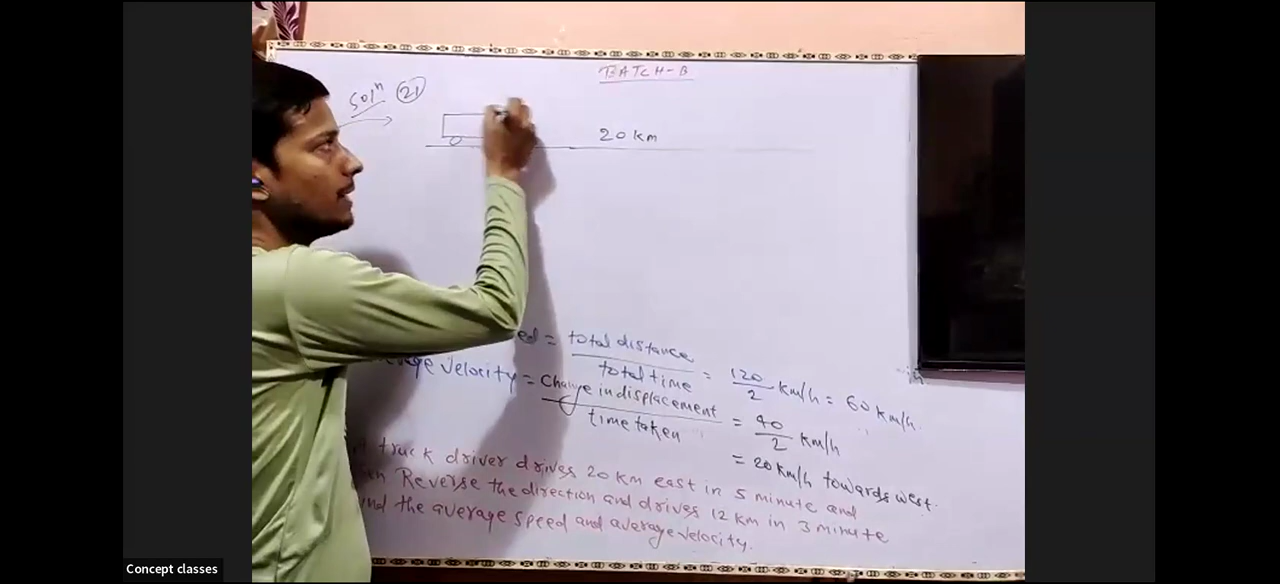 BATCH-B
Solⁿ 21
20 km
ed = total distance / total time = 120/2 km/h = 60 km/h.
velocity = Change in displacement / time taken = 40/2 km/h
= 20 km/h towards west.
truck driver drives 20 km east in 5 minute and
Reverse the direction and drives 12 km in 3 minute
the average speed and average velocity.
Concept classes